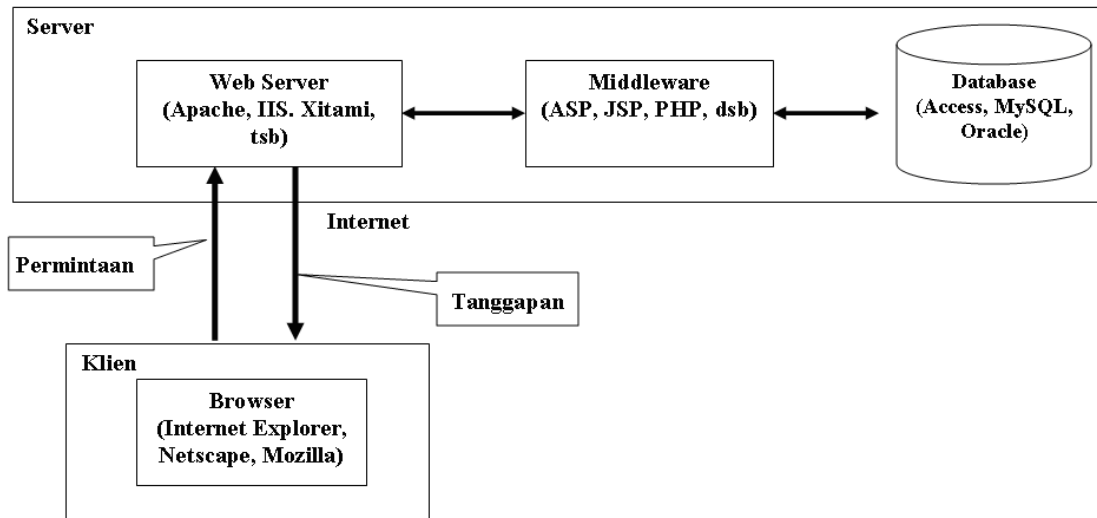 Server
Web Server
(Apache, IIS. Xitami,
tsb)
Middleware
(ASP, JSP, PHP, dsb)
Database
(Access, MySQL,
Oracle)
Internet
Permintaan
Tanggapan
Klien
Browser
(Internet Explorer,
Netscape, Mozilla)